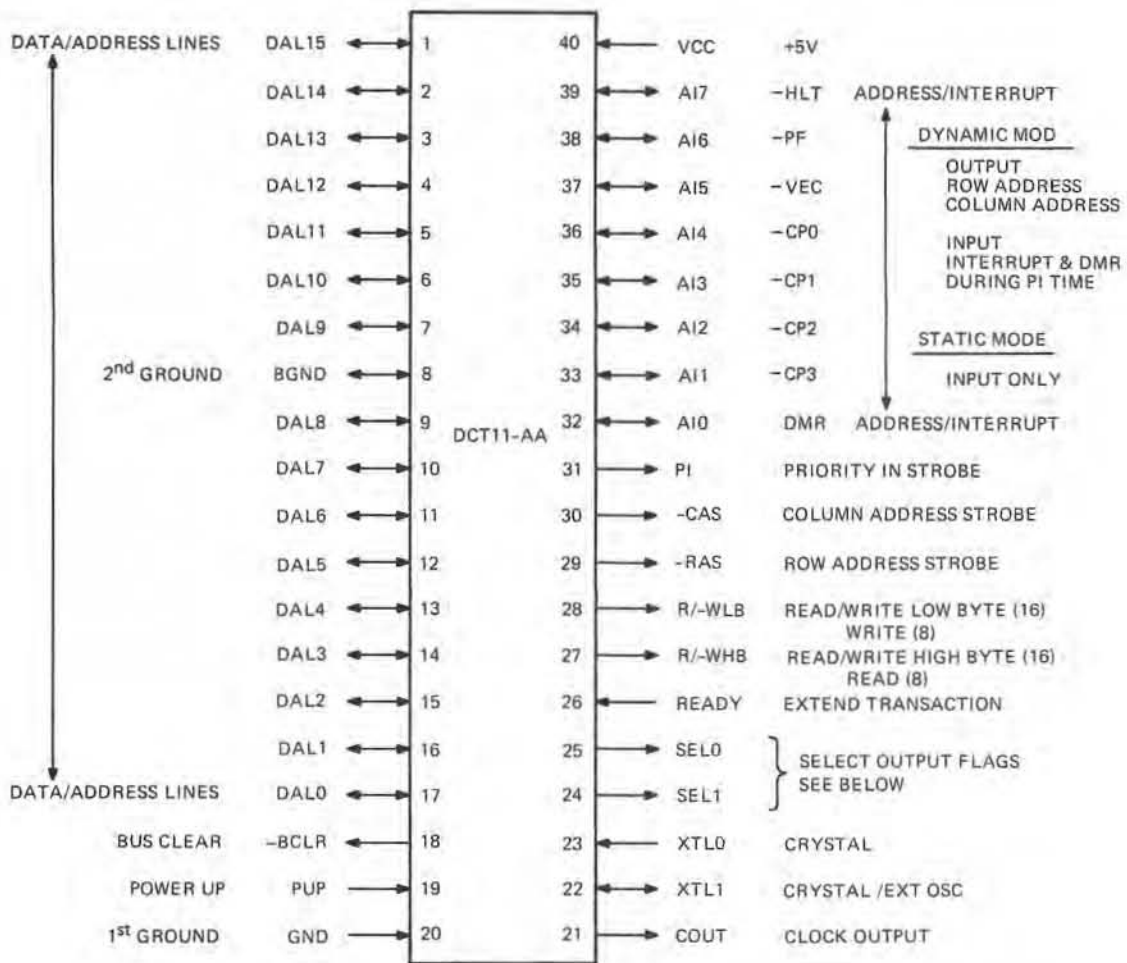 DATA/ADDRESS LINES DAL15 1 40 VCC +5V
DAL14 2 39 AI7 -HLT ADDRESS/INTERRUPT
DAL13 3 38 AI6 -PF DYNAMIC MOD
DAL12 4 37 AI5 -VEC OUTPUT
ROW ADDRESS
COLUMN ADDRESS
DAL11 5 36 AI4 -CP0 INPUT
INTERRUPT & DMR
DAL10 6 35 AI3 -CP1 DURING PI TIME
DAL9 7 34 AI2 -CP2 STATIC MODE
2nd GROUND BGND 8 33 AI1 -CP3 INPUT ONLY
DAL8 9 32 AI0 DMR ADDRESS/INTERRUPT
DCT11-AA
DAL7 10 31 PI PRIORITY IN STROBE
DAL6 11 30 -CAS COLUMN ADDRESS STROBE
DAL5 12 29 -RAS ROW ADDRESS STROBE
DAL4 13 28 R/-WLB READ/WRITE LOW BYTE (16)
WRITE (8)
DAL3 14 27 R/-WHB READ/WRITE HIGH BYTE (16)
READ (8)
DAL2 15 26 READY EXTEND TRANSACTION
DAL1 16 25 SEL0 SELECT OUTPUT FLAGS
SEE BELOW
DATA/ADDRESS LINES DAL0 17 24 SEL1
BUS CLEAR -BCLR 18 23 XTL0 CRYSTAL
POWER UP PUP 19 22 XTL1 CRYSTAL /EXT OSC
1st GROUND GND 20 21 COUT CLOCK OUTPUT